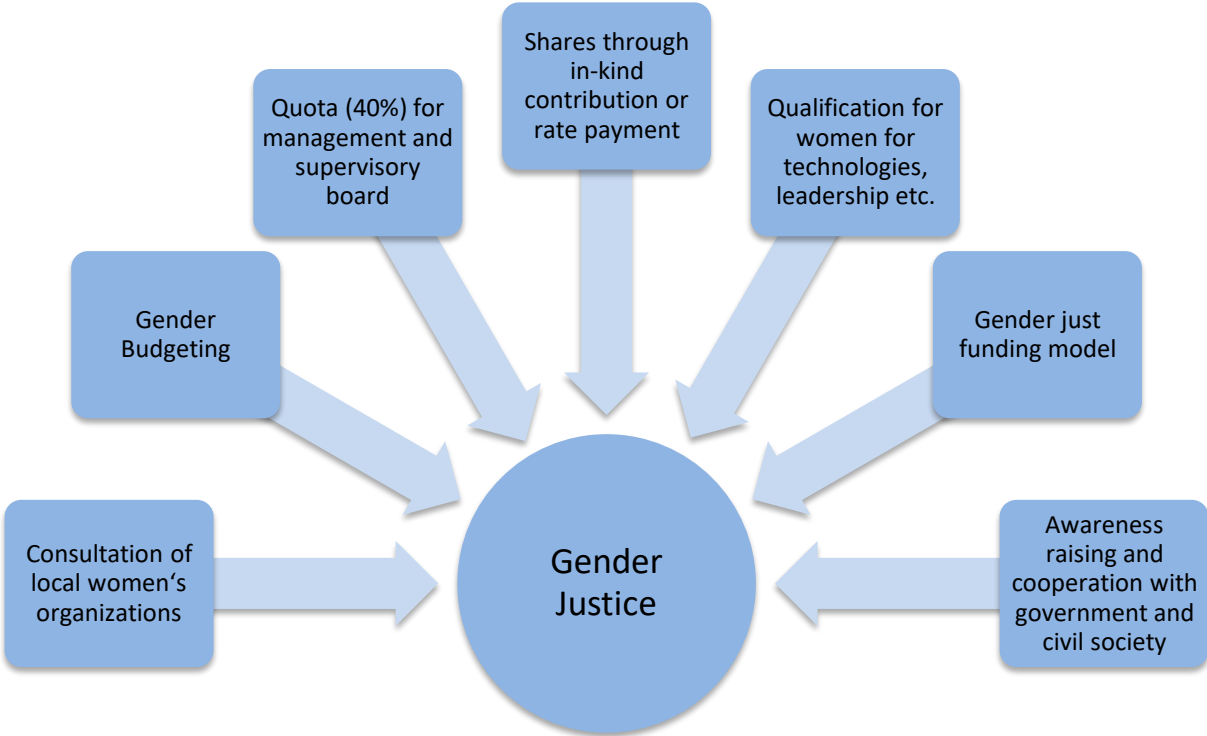 Shares through
in-kind
contribution or
rate payment
Quota (40%) for
management and
supervisory
board
Qualification for
women for
technologies,
leadership etc.
Gender
Budgeting
Gender just
funding model
Consultation of
local women‘s
organizations
Gender
Justice
Awareness
raising and
cooperation with
government and
civil society